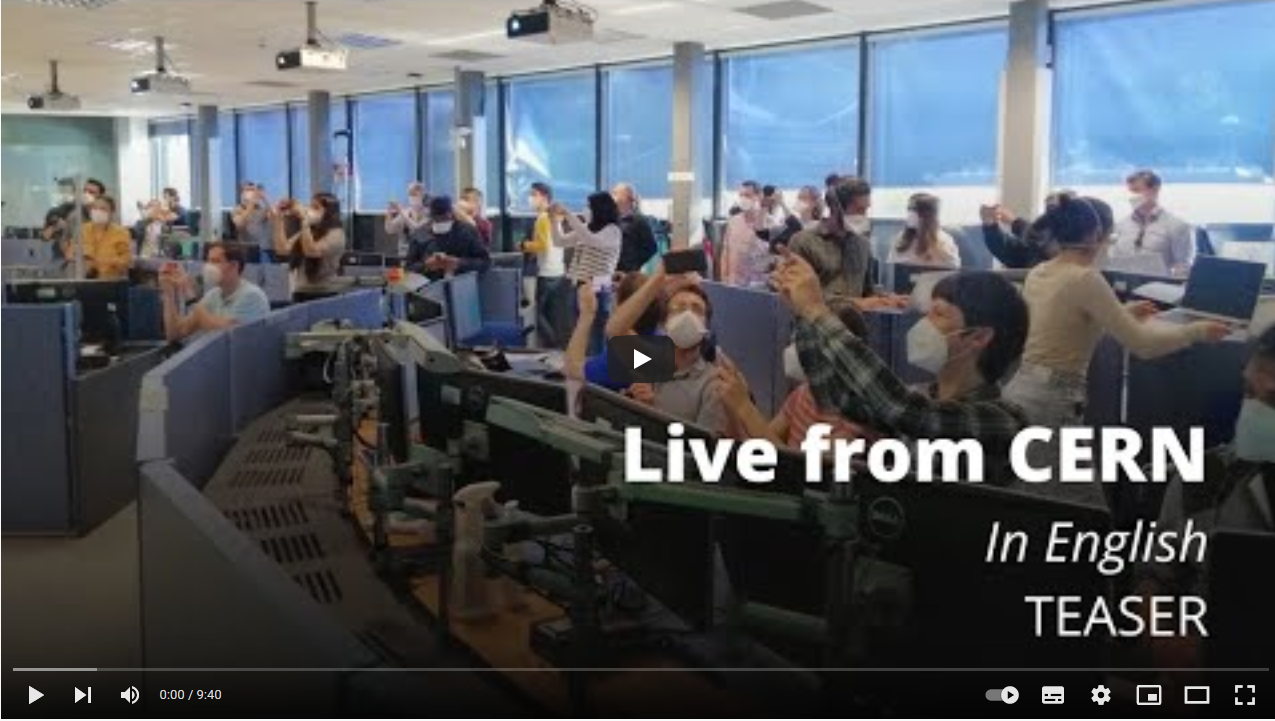 Live from CERN
In English
TEASER
0:00 / 9:40